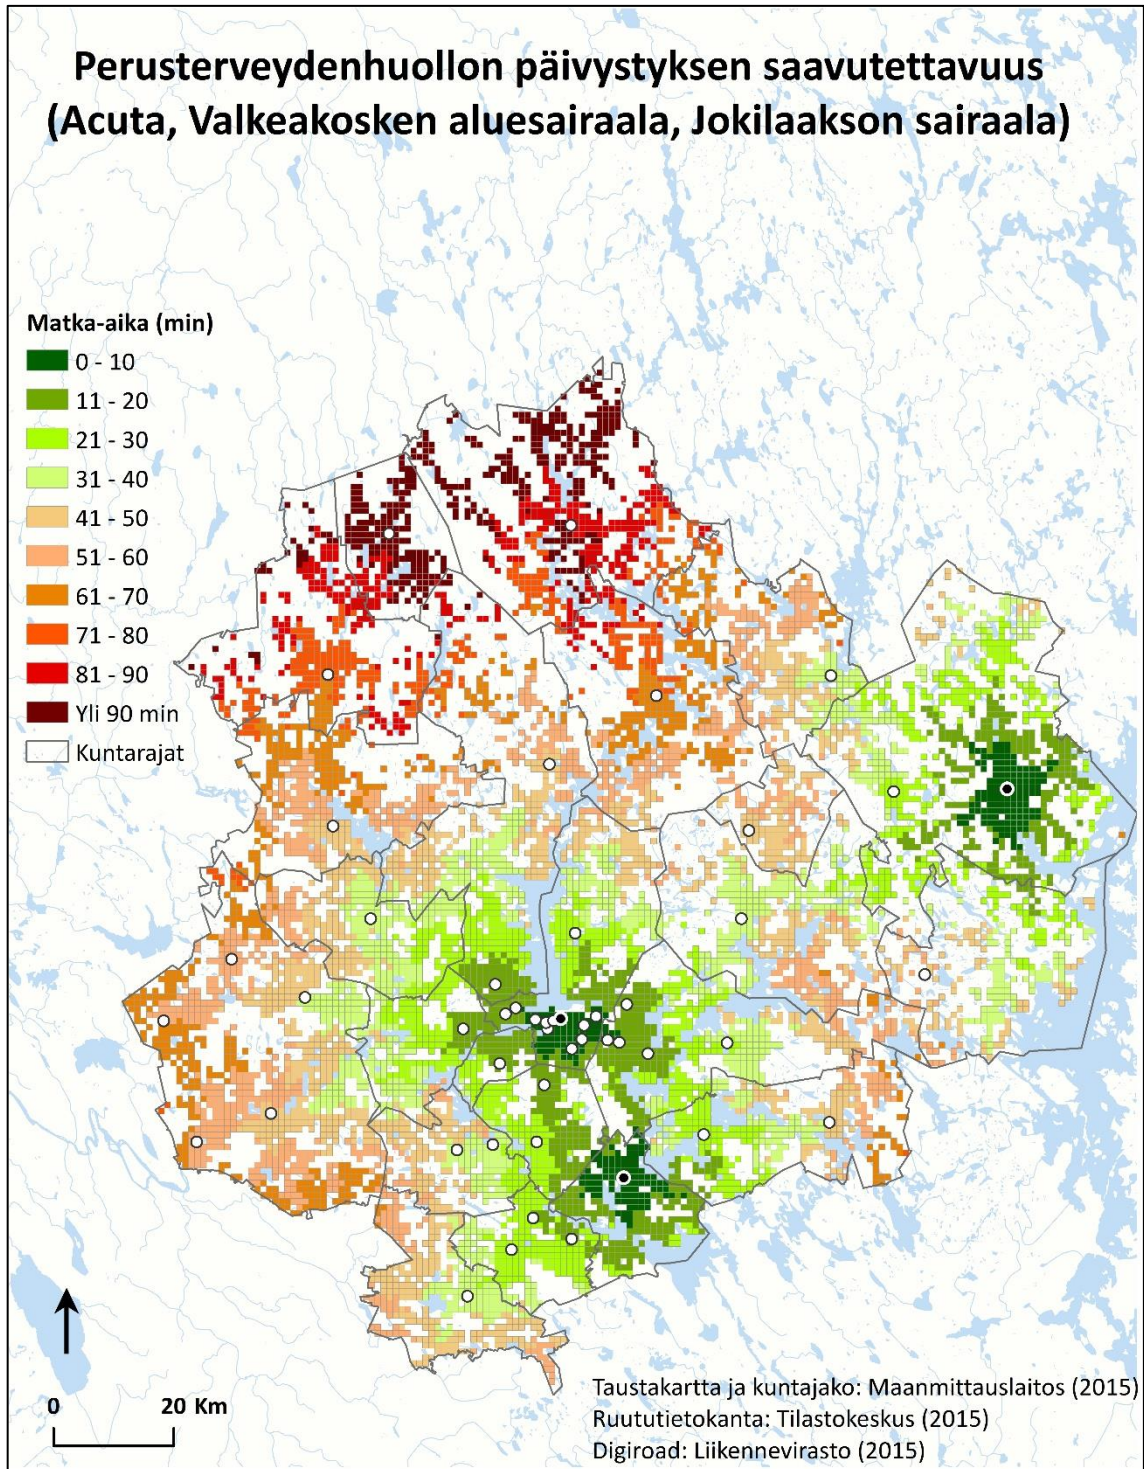 Perusterveydenhuollon päivystyksen saavutettavuus
(Acuta, Valkeakosken aluesairaala, Jokilaakson sairaala)
Matka-aika (min)
0 - 10
11 - 20
21 - 30
31 - 40
41 - 50
51 - 60
61 - 70
71 - 80
81 - 90
Yli 90 min
Kuntarajat
0 20 Km
Taustakartta ja kuntajako: Maanmittauslaitos (2015)
Ruututietokanta: Tilastokeskus (2015)
Digiroad: Liikennevirasto (2015)